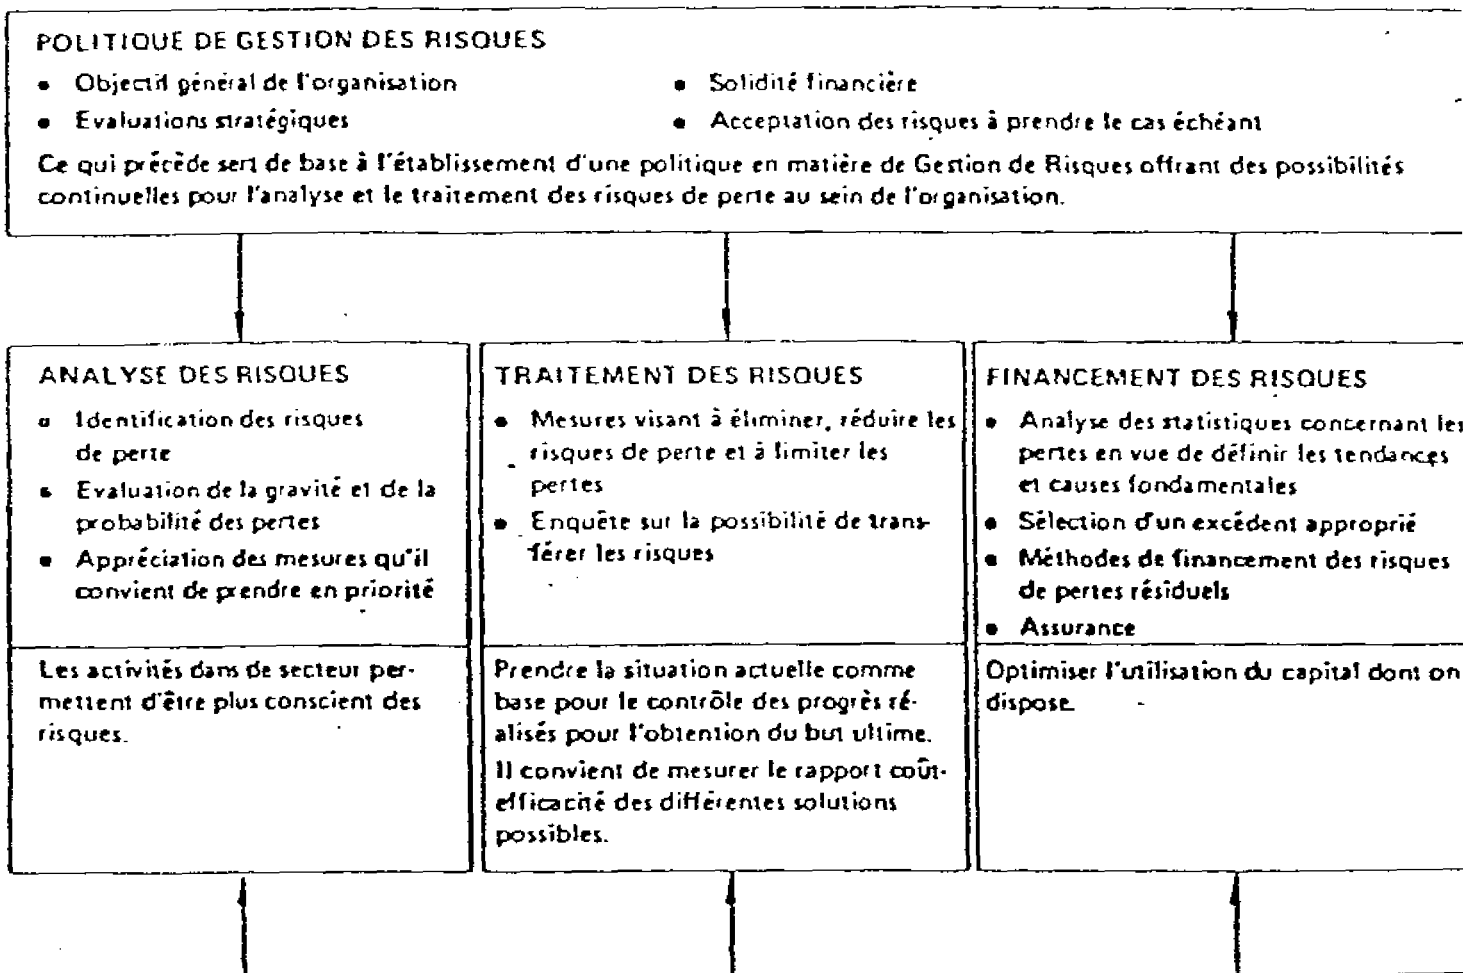 POLITIQUE DE GESTION DES RISQUES
• Objectif général de l'organisation
• Evaluations stratégiques
• Solidité financière
• Acceptation des risques à prendre le cas échéant
Ce qui précède sert de base à l'établissement d'une politique en matière de Gestion de Risques offrant des possibilités
continuelles pour l'analyse et le traitement des risques de perte au sein de l'organisation.
ANALYSE DES RISQUES
• Identification des risques
de perte
• Evaluation de la gravité et de la
probabilité des pertes
• Appréciation des mesures qu'il
convient de prendre en priorité
Les activités dans de secteur per-
mettent d'être plus conscient des
risques.
TRAITEMENT DES RISQUES
• Mesures visant à éliminer, réduire les
risques de perte et à limiter les
pertes
• Enquête sur la possibilité de trans-
férer les risques
Prendre la situation actuelle comme
base pour le contrôle des progrès ré-
alisés pour l'obtention du but ultime.
Il convient de mesurer le rapport coût-
efficacité des différentes solutions
possibles.
FINANCEMENT DES RISQUES
• Analyse des statistiques concernant les
pertes en vue de définir les tendances
et causes fondamentales
• Sélection d'un excédent approprié
• Méthodes de financement des risques
de pertes résiduels
• Assurance
Optimiser l'utilisation du capital dont on
dispose.